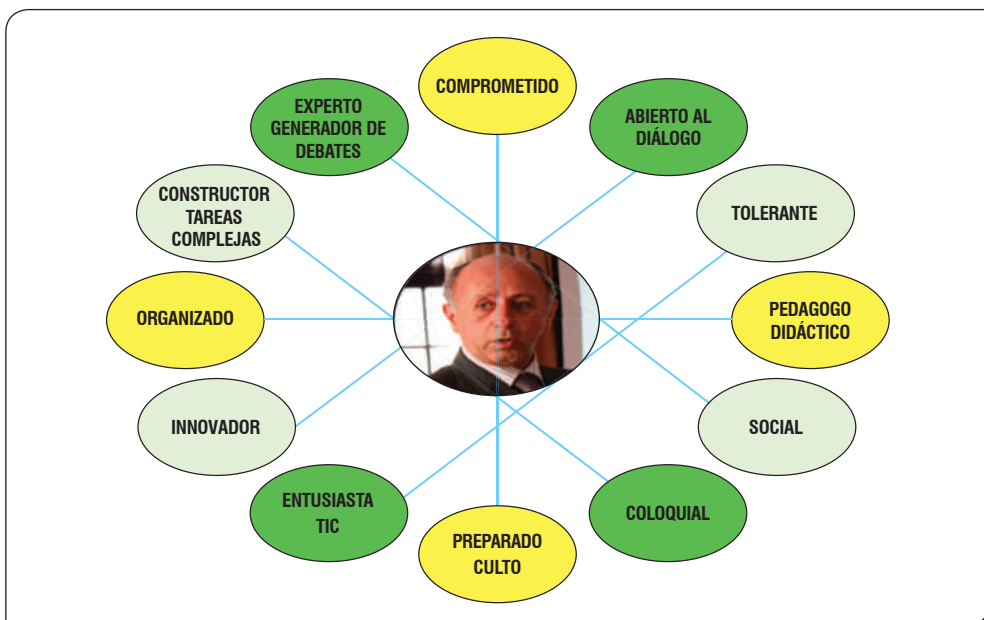 COMPROMETIDO
EXPERTO
GENERADOR DE
DEBATES
ABIERTO AL
DIÁLOGO
CONSTRUCTOR
TAREAS
COMPLEJAS
TOLERANTE
ORGANIZADO
PEDAGOGO
DIDÁCTICO
INNOVADOR
SOCIAL
ENTUSIASTA
TIC
COLOQUIAL
PREPARADO
CULTO